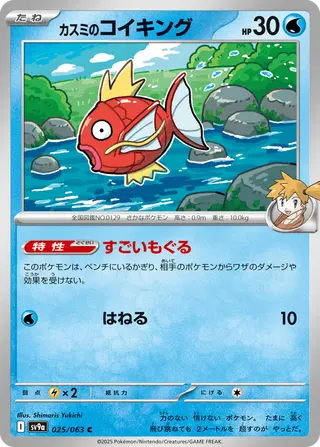 たね
カスミのコイキング HP30
全国図鑑NO.0129 さかなポケモン 高さ:0.9m 重さ:10.0kg
特性 とくせい すごいもぐる
このポケモンは、ベンチにいるかぎり、相手のポケモンからワザのダメージや
効果を受けない。
はねる 10
弱点 ×2 抵抗力 にげる
Illus. Shimaris Yukichi
I sv9a 025/063 C
力のない 情けない ポケモン。たまに 高く
飛び跳ねても 2メートルを 超すのが やっとだ。
©2025 Pokémon/Nintendo/Creatures/GAME FREAK.